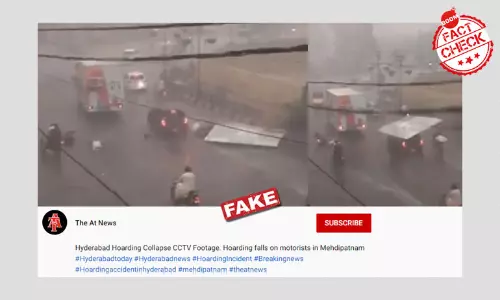 BOOM
FACT
CHECK
FAKE
The At News
SUBSCRIBE
Hyderabad Hoarding Collapse CCTV Footage: Hoarding falls on motorists in Mehdipatnam
#Hyderabadtoday #Hyderabadnews #HoardingIncident #Breakingnews
#Hoardingaccidentinhyderabad #mehdipatnam #theatnews